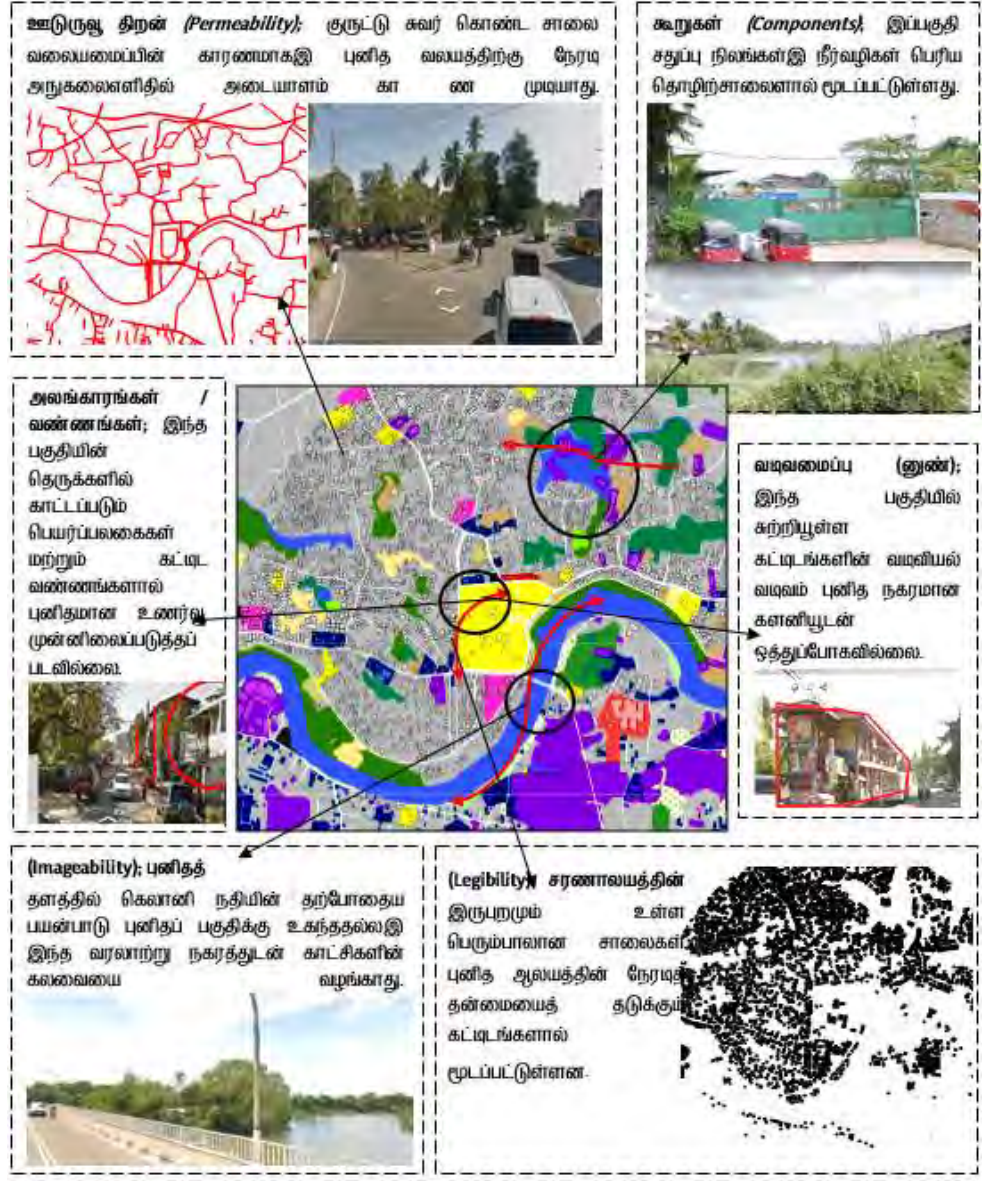 ஊடுருவு திறன் (Permeability); குருட்டு சுவர் கொண்ட சாலை
வலையமைப்பின் காரணமாகஇ புனித வலயத்திற்கு நேரடி
அநுகலைஎளிதில் அடையாளம் கா ண முடியாது.
கூறுகள் (Components); இப்பகுதி
சதுப்பு நிலங்கள்இ நீர்வழிகள் பெரிய
தொழிற்சாலைளால் மூடப்பட்டுள்ளது.
அலங்காரங்கள் /
வண்ணங்கள்; இந்த
பகுதியின்
தெருக்களில்
காட்டப்படும்
பெயர்ப்பலகைகள்
மற்றும் கட்டிட
வண்ணங்களால்
புனிதமான உணர்வு
முன்னிலைப்படுத்தப்
படவில்லை.
வடிவமைப்பு (னுண்);
இந்த பகுதியில்
சுற்றியூள்ள
கட்டிடங்களின் வடிவியல்
வடிவம் புனித நகரமான
களனியூடன்
ஒத்துப்போகவில்லை.
(Imageability); புனிதத்
தளத்தில் கெலானி நதியின் தற்போதைய
பயன்பாடு புனிதப் பகுதிக்கு உகந்ததல்லஇ
இந்த வரலாற்று நகரத்துடன் காட்சிகளின்
கலவையை வழங்காது.
(Legibility); சரணாலயத்தின்
இருபுறமும் உள்ள
பெரும்பாலான சாலைகள்
புனித ஆலயத்தின் நேரடித்
தன்மையைத் தடுக்கும்
கட்டிடங்களால்
மூடப்பட்டுள்ளன.